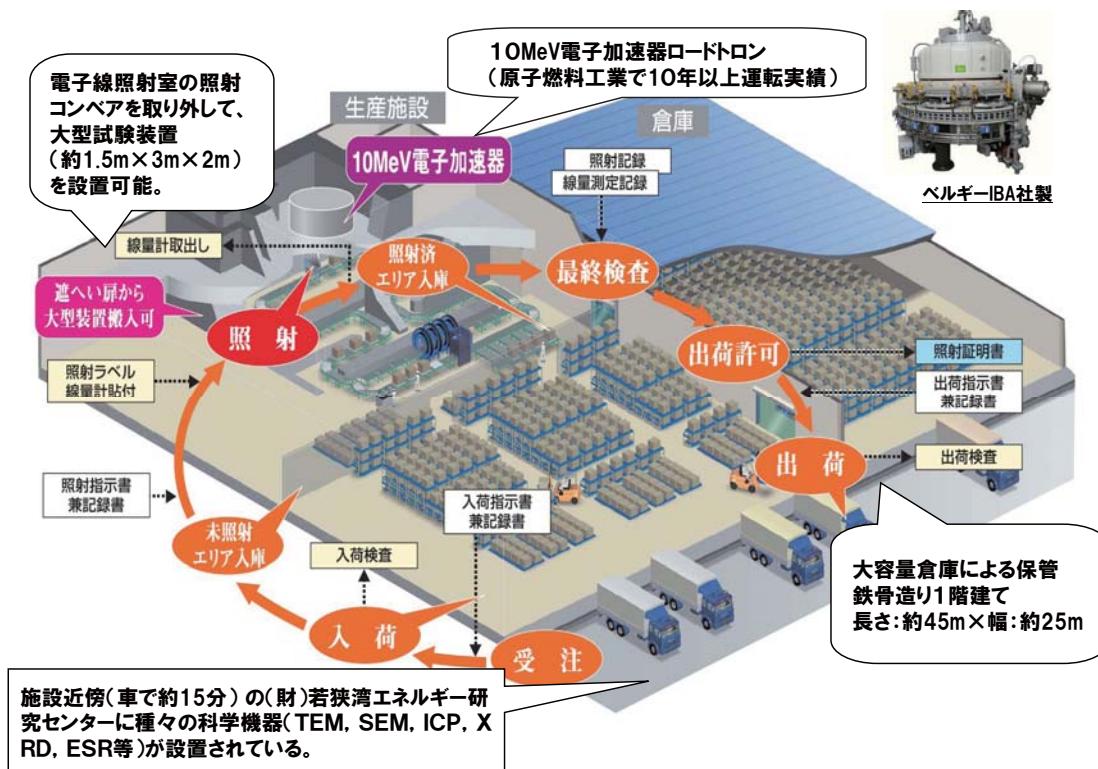 電子線照射室の照射
コンベアを取り外して、
大型試験装置
（約1.5m×3m×2m）
を設置可能。
10MeV電子加速器ロードトロン
（原子燃料工業で10年以上運転実績）
ベルギーIBA社製
生産施設
倉庫
10MeV電子加速器
照射記録
線量測定記録
線量計取出し
照射済
エリア入庫
最終検査
遮へい扉から
大型装置搬入可
照 射
出荷許可
照射証明書
照射ラベル
線量計貼付
出荷指示書
兼記録書
出 荷
出荷検査
照射指示書
兼記録書
入荷指示書
兼記録書
未照射
エリア入庫
入荷検査
大容量倉庫による保管
鉄骨造り1階建て
長さ：約45m×幅：約25m
入 荷
受 注
施設近傍（車で約15分）の（財）若狭湾エネルギー研
究センターに種々の科学機器（TEM, SEM, ICP, X
RD, ESR等）が設置されている。